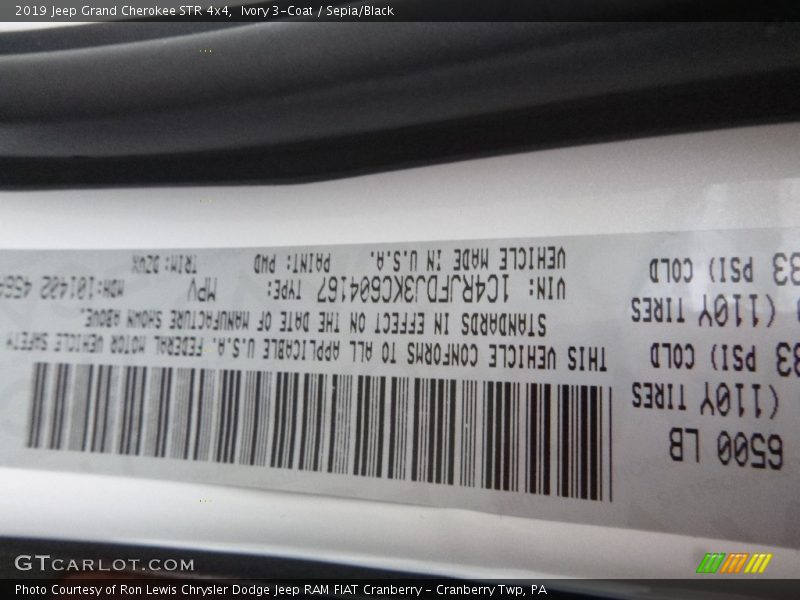 2019 Jeep Grand Cherokee STR 4x4, Ivory 3-Coat / Sepia/Black
6500 LB
(110Y TIRES
33 PSI) COLD
(110Y TIRES
33 PSI) COLD
THIS VEHICLE CONFORMS TO ALL APPLICABLE U.S.A. FEDERAL MOTOR VEHICLE SAFETY
STANDARDS IN EFFECT ON THE DATE OF MANUFACTURE SHOWN ABOVE.
VIN: 1C4RJFDJ3KC604167 TYPE: MPV MDH:101402
VEHICLE MADE IN U.S.A. PAINT: PWD TRIM: DZVX
GTCARLOT.COM
Photo Courtesy of Ron Lewis Chrysler Dodge Jeep RAM FIAT Cranberry - Cranberry Twp, PA